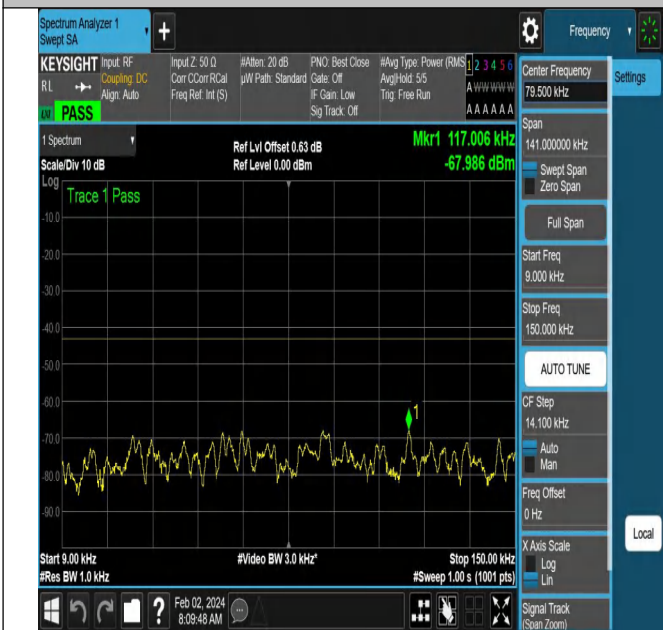 Spectrum Analyzer 1
Swept SA
+
Frequency
KEYSIGHT
RL
LXI
PASS
Input: RF
Coupling: DC
Align: Auto
Input Z: 50 Ω
Corr CCorr RCal
Freq Ref: Int (S)
#Atten: 20 dB
µW Path: Standard
PNO: Best Close
Gate: Off
IF Gain: Low
Sig Track: Off
#Avg Type: Power (RMS
Avg|Hold: 5/5
Trig: Free Run
1 2 3 4 5 6
A W W W W W
A A A A A A
1 Spectrum
Scale/Div 10 dB
Ref Lvl Offset 0.63 dB
Ref Level 0.00 dBm
Mkr1 117.006 kHz
-67.986 dBm
Log
Trace 1 Pass
-10.0
-20.0
-30.0
-40.0
-50.0
-60.0
-70.0
-80.0
-90.0
1
Start 9.00 kHz
#Res BW 1.0 kHz
#Video BW 3.0 kHz*
Stop 150.00 kHz
#Sweep 1.00 s (1001 pts)
?
Feb 02, 2024
8:09:48 AM
Center Frequency
79.500 kHz
Span
141.000000 kHz
Swept Span
Zero Span
Full Span
Start Freq
9.000 kHz
Stop Freq
150.000 kHz
AUTO TUNE
CF Step
14.100 kHz
Auto
Man
Freq Offset
0 Hz
X Axis Scale
Log
Lin
Signal Track
(Span Zoom)
Settings
Local